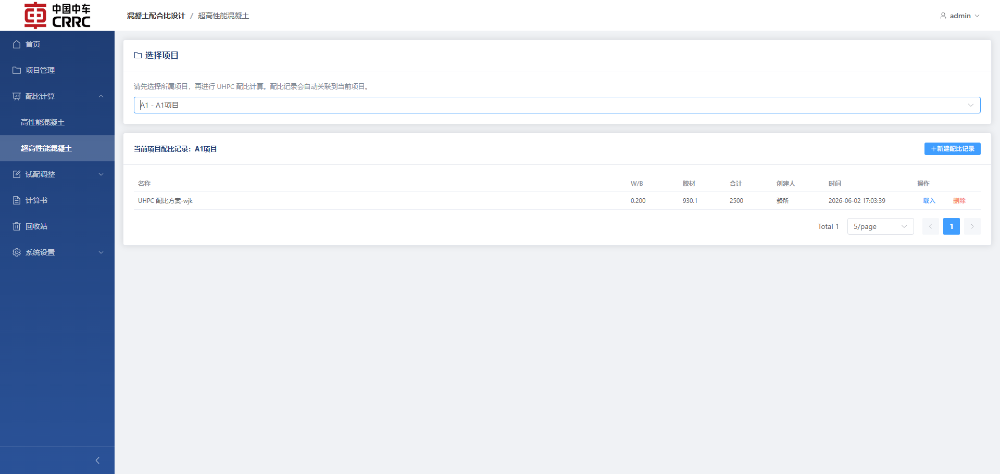 中国中车
CRRC
混凝土配合比设计 / 超高性能混凝土
admin
首页
项目管理
配比计算
高性能混凝土
超高性能混凝土
试配调整
计算书
回收站
系统设置
选择项目
请先选择所属项目，再进行 UHPC 配比计算。配比记录会自动关联到当前项目。
A1 - A1项目
当前项目配比记录：A1项目
+新建配比记录
名称 W/B 胶材 合计 创建人 时间 操作
UHPC 配比方案-wjk 0.200 930.1 2500 骆所 2026-06-02 17:03:39 载入 删除
Total 1 5/page 1